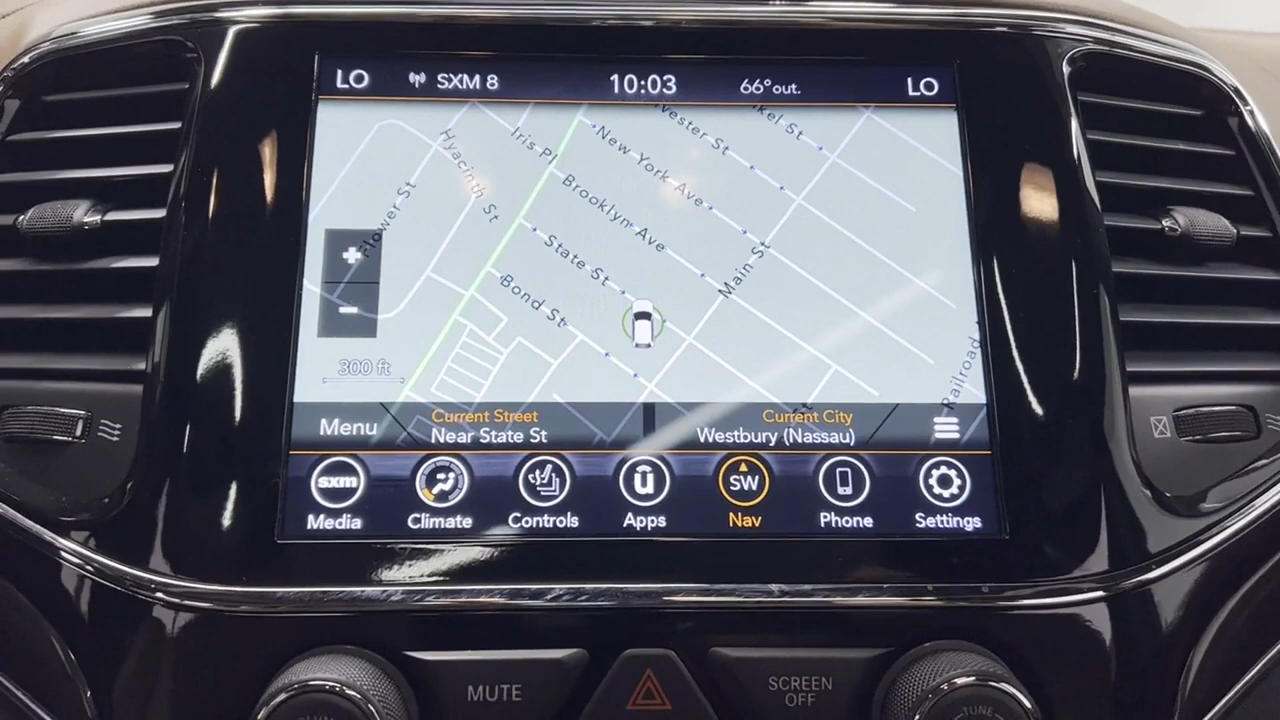 LO SXM 8 10:03 66° out. LO
Hyacinth St
Iris Pl
New York Ave
Brooklyn Ave
State St
Bond St
Main St
Railroad
+
-
300 ft
Menu
Current Street
Near State St
Current City
Westbury (Nassau)
sxm
SW
Media Climate Controls Apps Nav Phone Settings
MUTE
SCREEN
OFF
TUNE